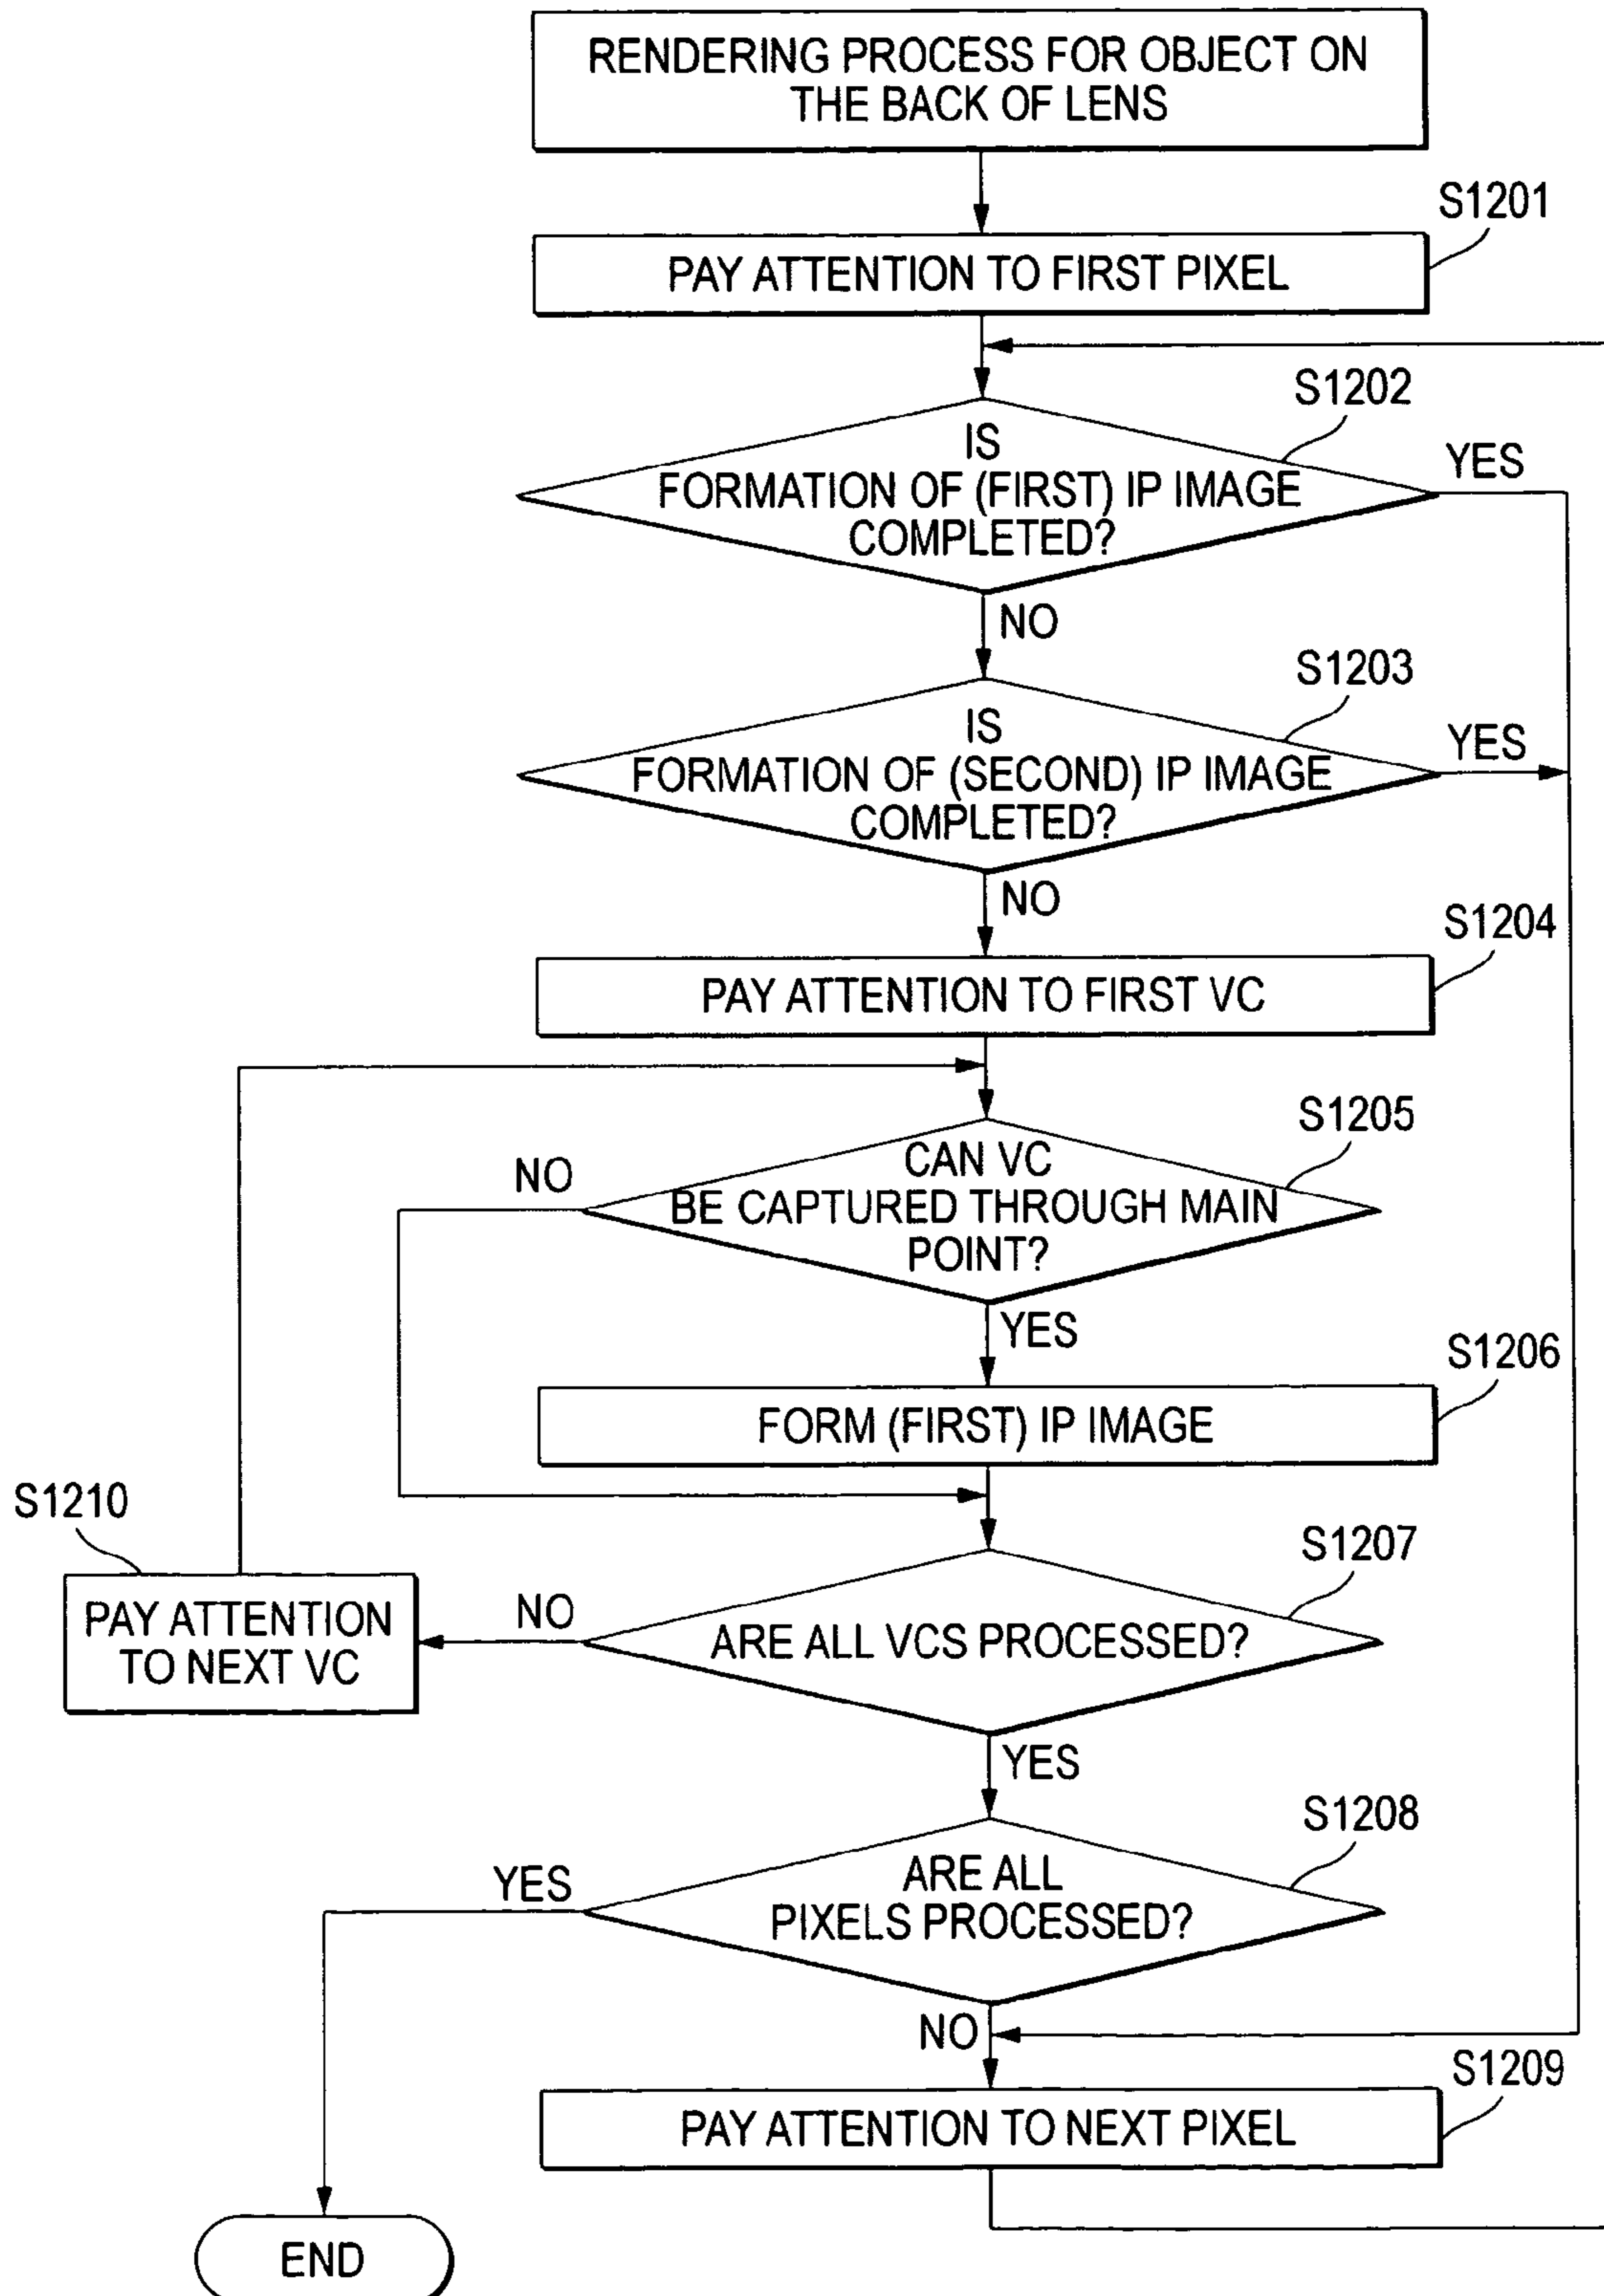 RENDERING PROCESS FOR OBJECT ON
THE BACK OF LENS
S1201
PAY ATTENTION TO FIRST PIXEL
S1202
IS
FORMATION OF (FIRST) IP IMAGE
COMPLETED?
YES
NO
S1203
IS
FORMATION OF (SECOND) IP IMAGE
COMPLETED?
YES
NO
S1204
PAY ATTENTION TO FIRST VC
S1205
CAN VC
BE CAPTURED THROUGH MAIN
POINT?
NO
YES
S1206
FORM (FIRST) IP IMAGE
S1207
ARE ALL VCS PROCESSED?
NO
S1210
PAY ATTENTION
TO NEXT VC
YES
S1208
ARE ALL
PIXELS PROCESSED?
YES
NO
S1209
PAY ATTENTION TO NEXT PIXEL
END